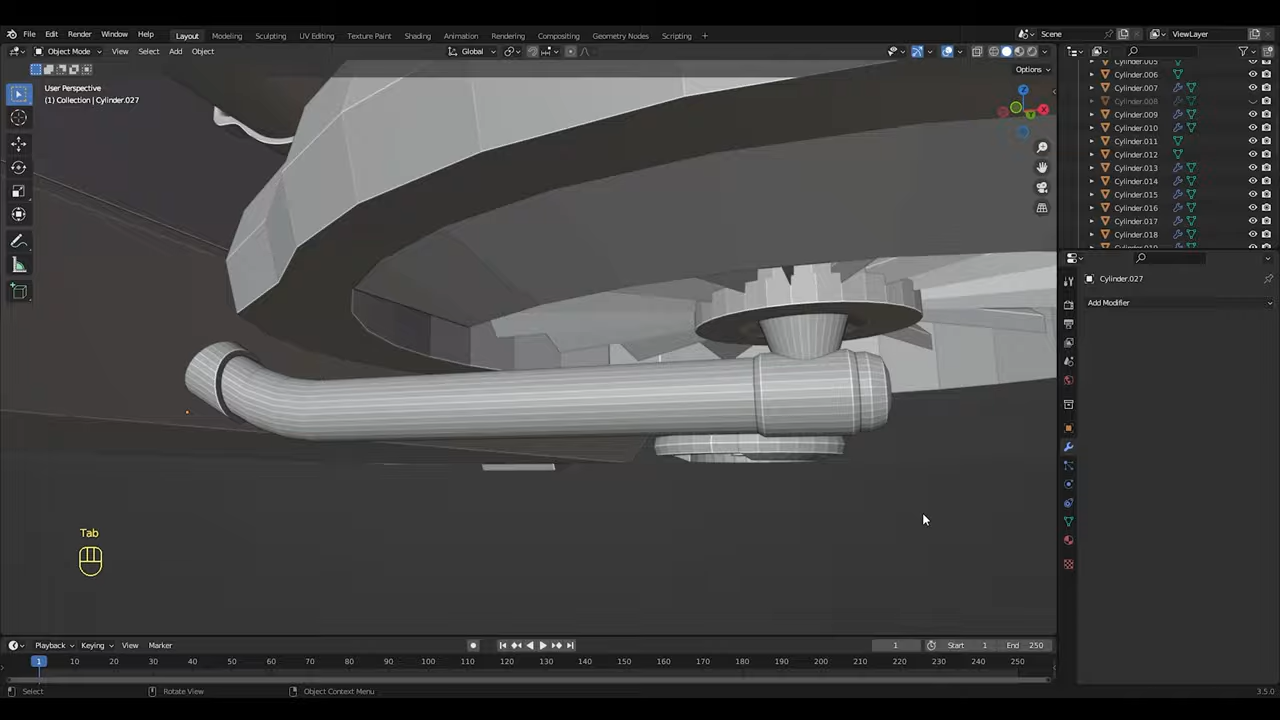 File Edit Render Window Help Layout Modeling Sculpting UV Editing Texture Paint Shading Animation Rendering Compositing Geometry Nodes Scripting + Scene ViewLayer
Object Mode View Select Add Object Global
Options
User Perspective
(1) Collection | Cylinder.027
Z
X
Y
Cylinder.006
Cylinder.007
Cylinder.008
Cylinder.009
Cylinder.010
Cylinder.011
Cylinder.012
Cylinder.013
Cylinder.014
Cylinder.015
Cylinder.016
Cylinder.017
Cylinder.018
Cylinder.027
Add Modifier
Tab
Playback Keying View Marker 1 Start 1 End 250
1 10 20 30 40 50 60 70 80 90 100 110 120 130 140 150 160 170 180 190 200 210 220 230 240 250
Select Rotate View Object Context Menu 3.5.0